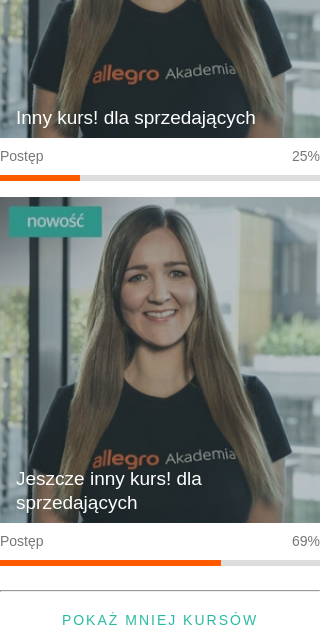 allegro Akademia
Inny kurs! dla sprzedających
Postęp 25%
nowość
allegro Akademia
Jeszcze inny kurs! dla
sprzedających
Postęp 69%
POKAŻ MNIEJ KURSÓW